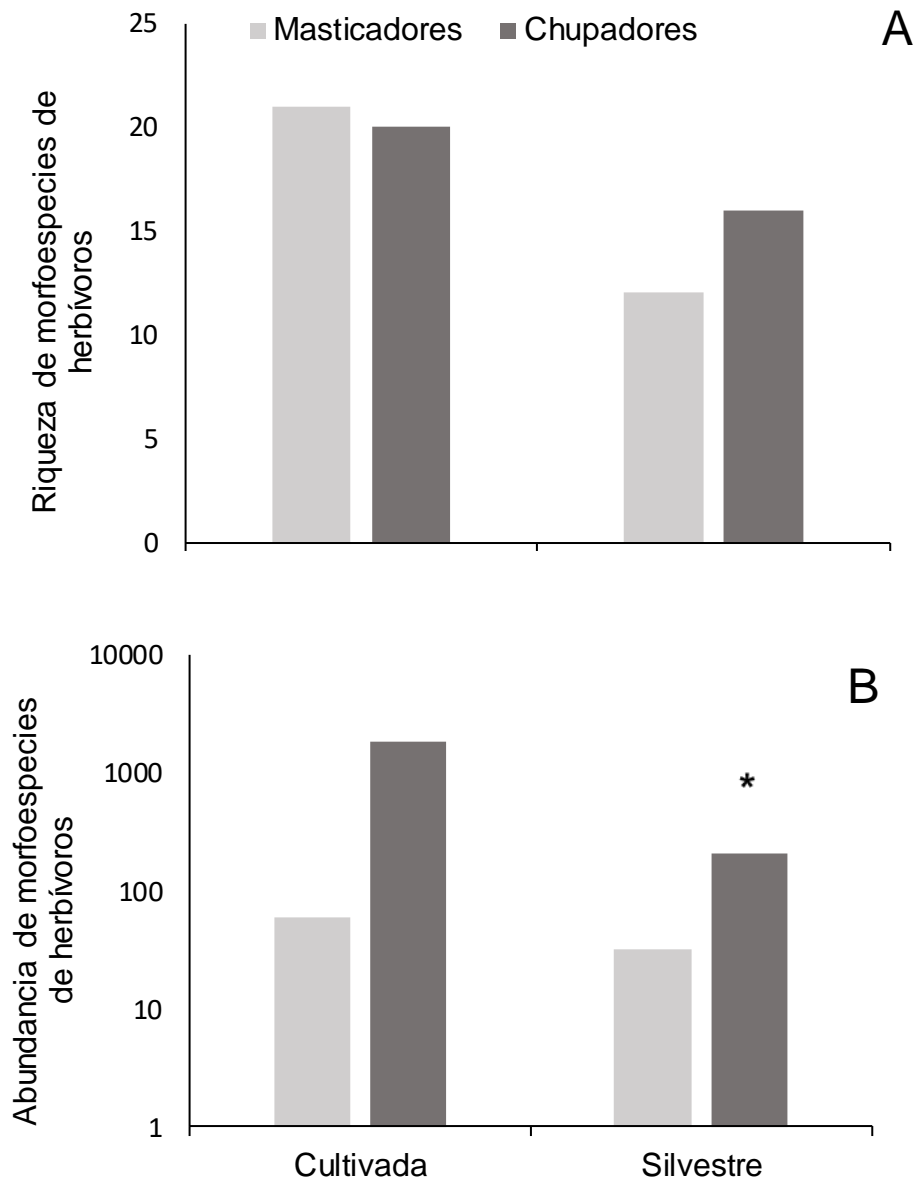 Masticadores Chupadores
A
Riqueza de morfoespecies de
herbívoros
25
20
15
10
5
0
B
Abundancia de morfoespecies
de herbívoros
10000
1000
100
10
1
*
Cultivada Silvestre